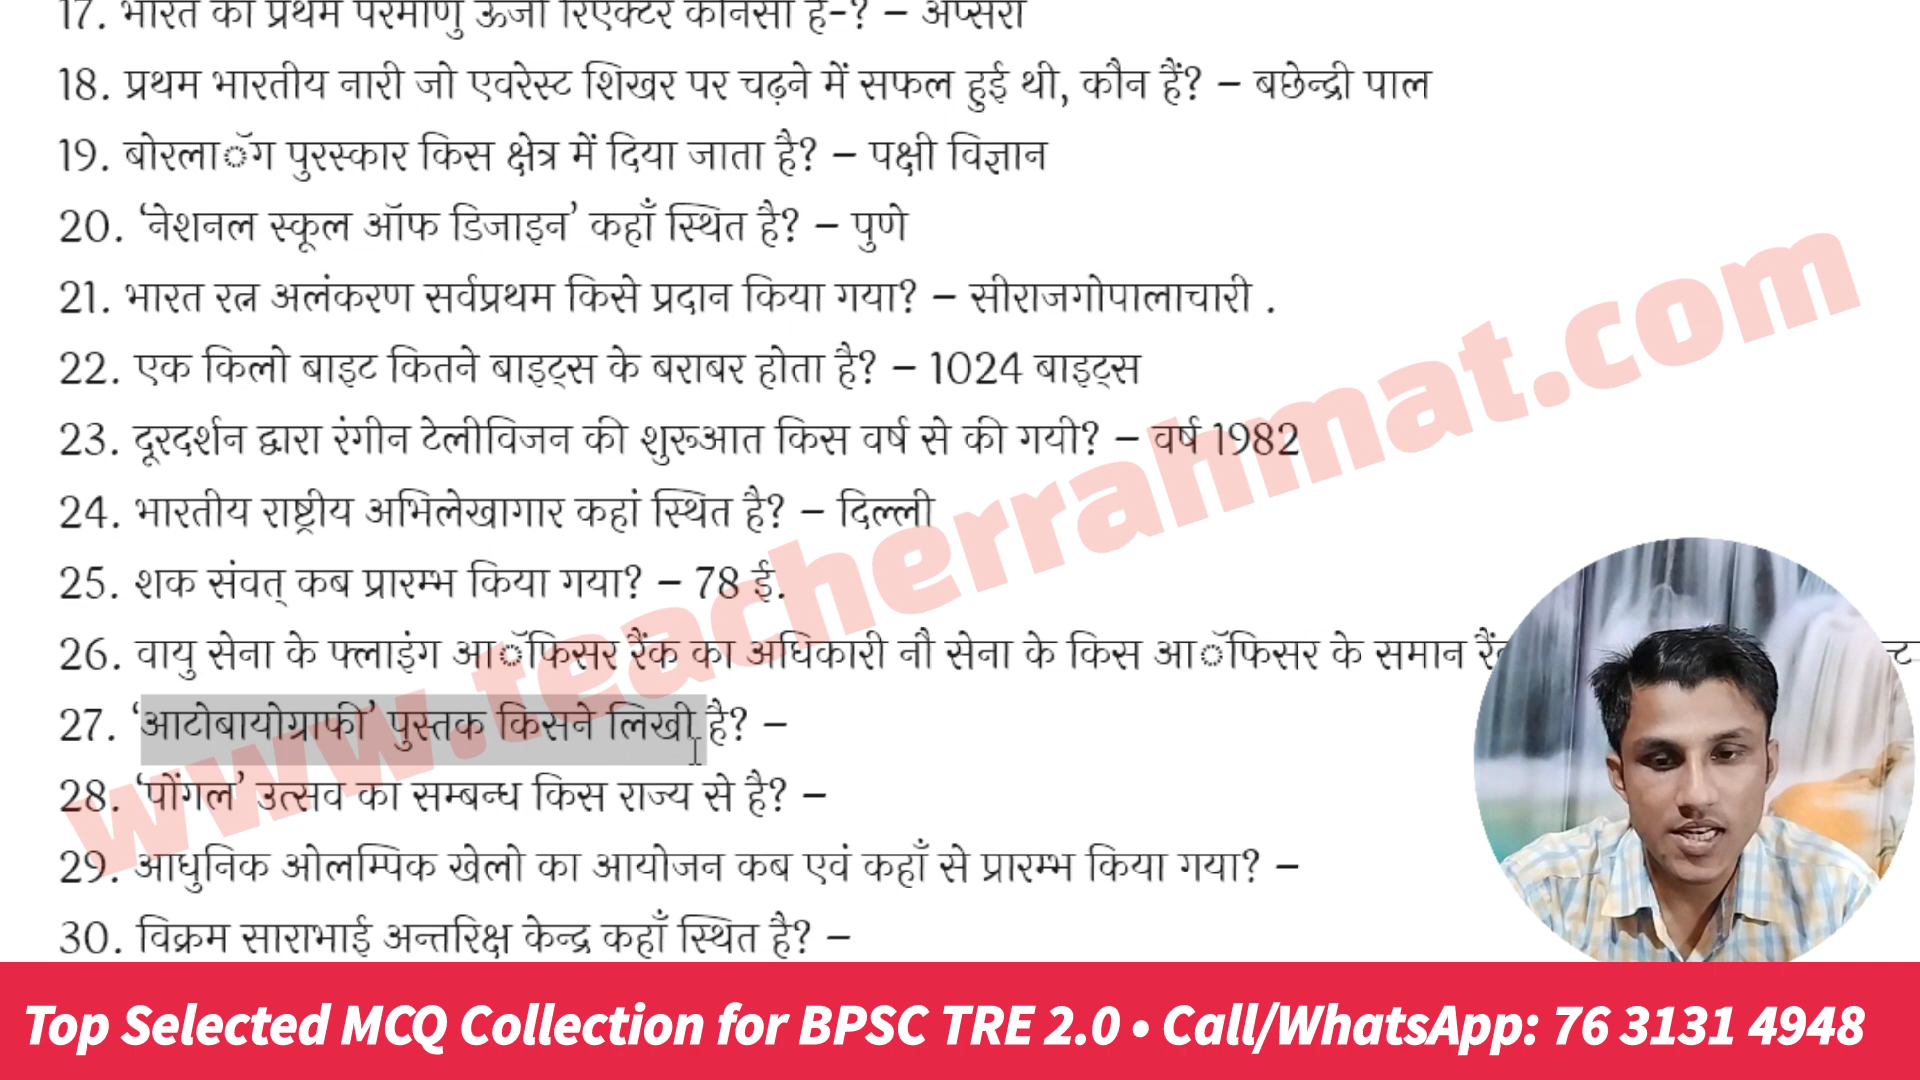 17. भारत का प्रथम परमाणु ऊर्जा रिएक्टर कौनसा है-? – अप्सरा
18. प्रथम भारतीय नारी जो एवरेस्ट शिखर पर चढ़ने में सफल हुई थी, कौन हैं? – बछेन्द्री पाल
19. बोरलाॅग पुरस्कार किस क्षेत्र में दिया जाता है? – पक्षी विज्ञान
20. ‘नेशनल स्कूल ऑफ डिजाइन’ कहाँ स्थित है? – पुणे
21. भारत रत्न अलंकरण सर्वप्रथम किसे प्रदान किया गया? – सीराजगोपालाचारी .
22. एक किलो बाइट कितने बाइट्स के बराबर होता है? – 1024 बाइट्स
23. दूरदर्शन द्वारा रंगीन टेलीविजन की शुरुआत किस वर्ष से की गयी? – वर्ष 1982
24. भारतीय राष्ट्रीय अभिलेखागार कहां स्थित है? – दिल्ली
25. शक संवत् कब प्रारम्भ किया गया? – 78 ई.
26. वायु सेना के फ्लाइंग आॅफिसर रैंक का अधिकारी नौ सेना के किस आॅफिसर के समान
27. ‘आटोबायोग्राफी’ पुस्तक किसने लिखी है? –
28. ‘पोंगल’ उत्सव का सम्बन्ध किस राज्य से है? –
29. आधुनिक ओलम्पिक खेलो का आयोजन कब एवं कहाँ से प्रारम्भ किया गया? –
30. विक्रम साराभाई अन्तरिक्ष केन्द्र कहाँ स्थित है? –
www.teacherrahmat.com
Top Selected MCQ Collection for BPSC TRE 2.0 • Call/WhatsApp: 76 3131 4948